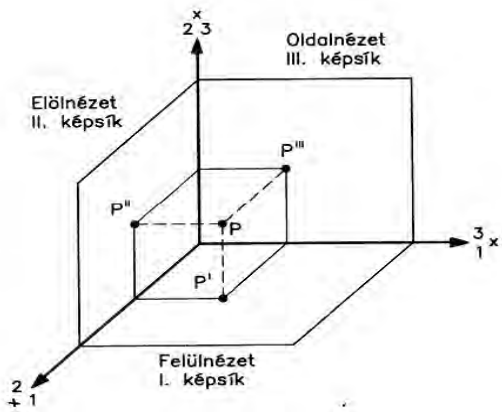 x
2 3
Oldalnézet
III. képsík
Elölnézet
II. képsík
P'''
P''
P
P'
3
1 x
2
+ 1
Felülnézet
I. képsík